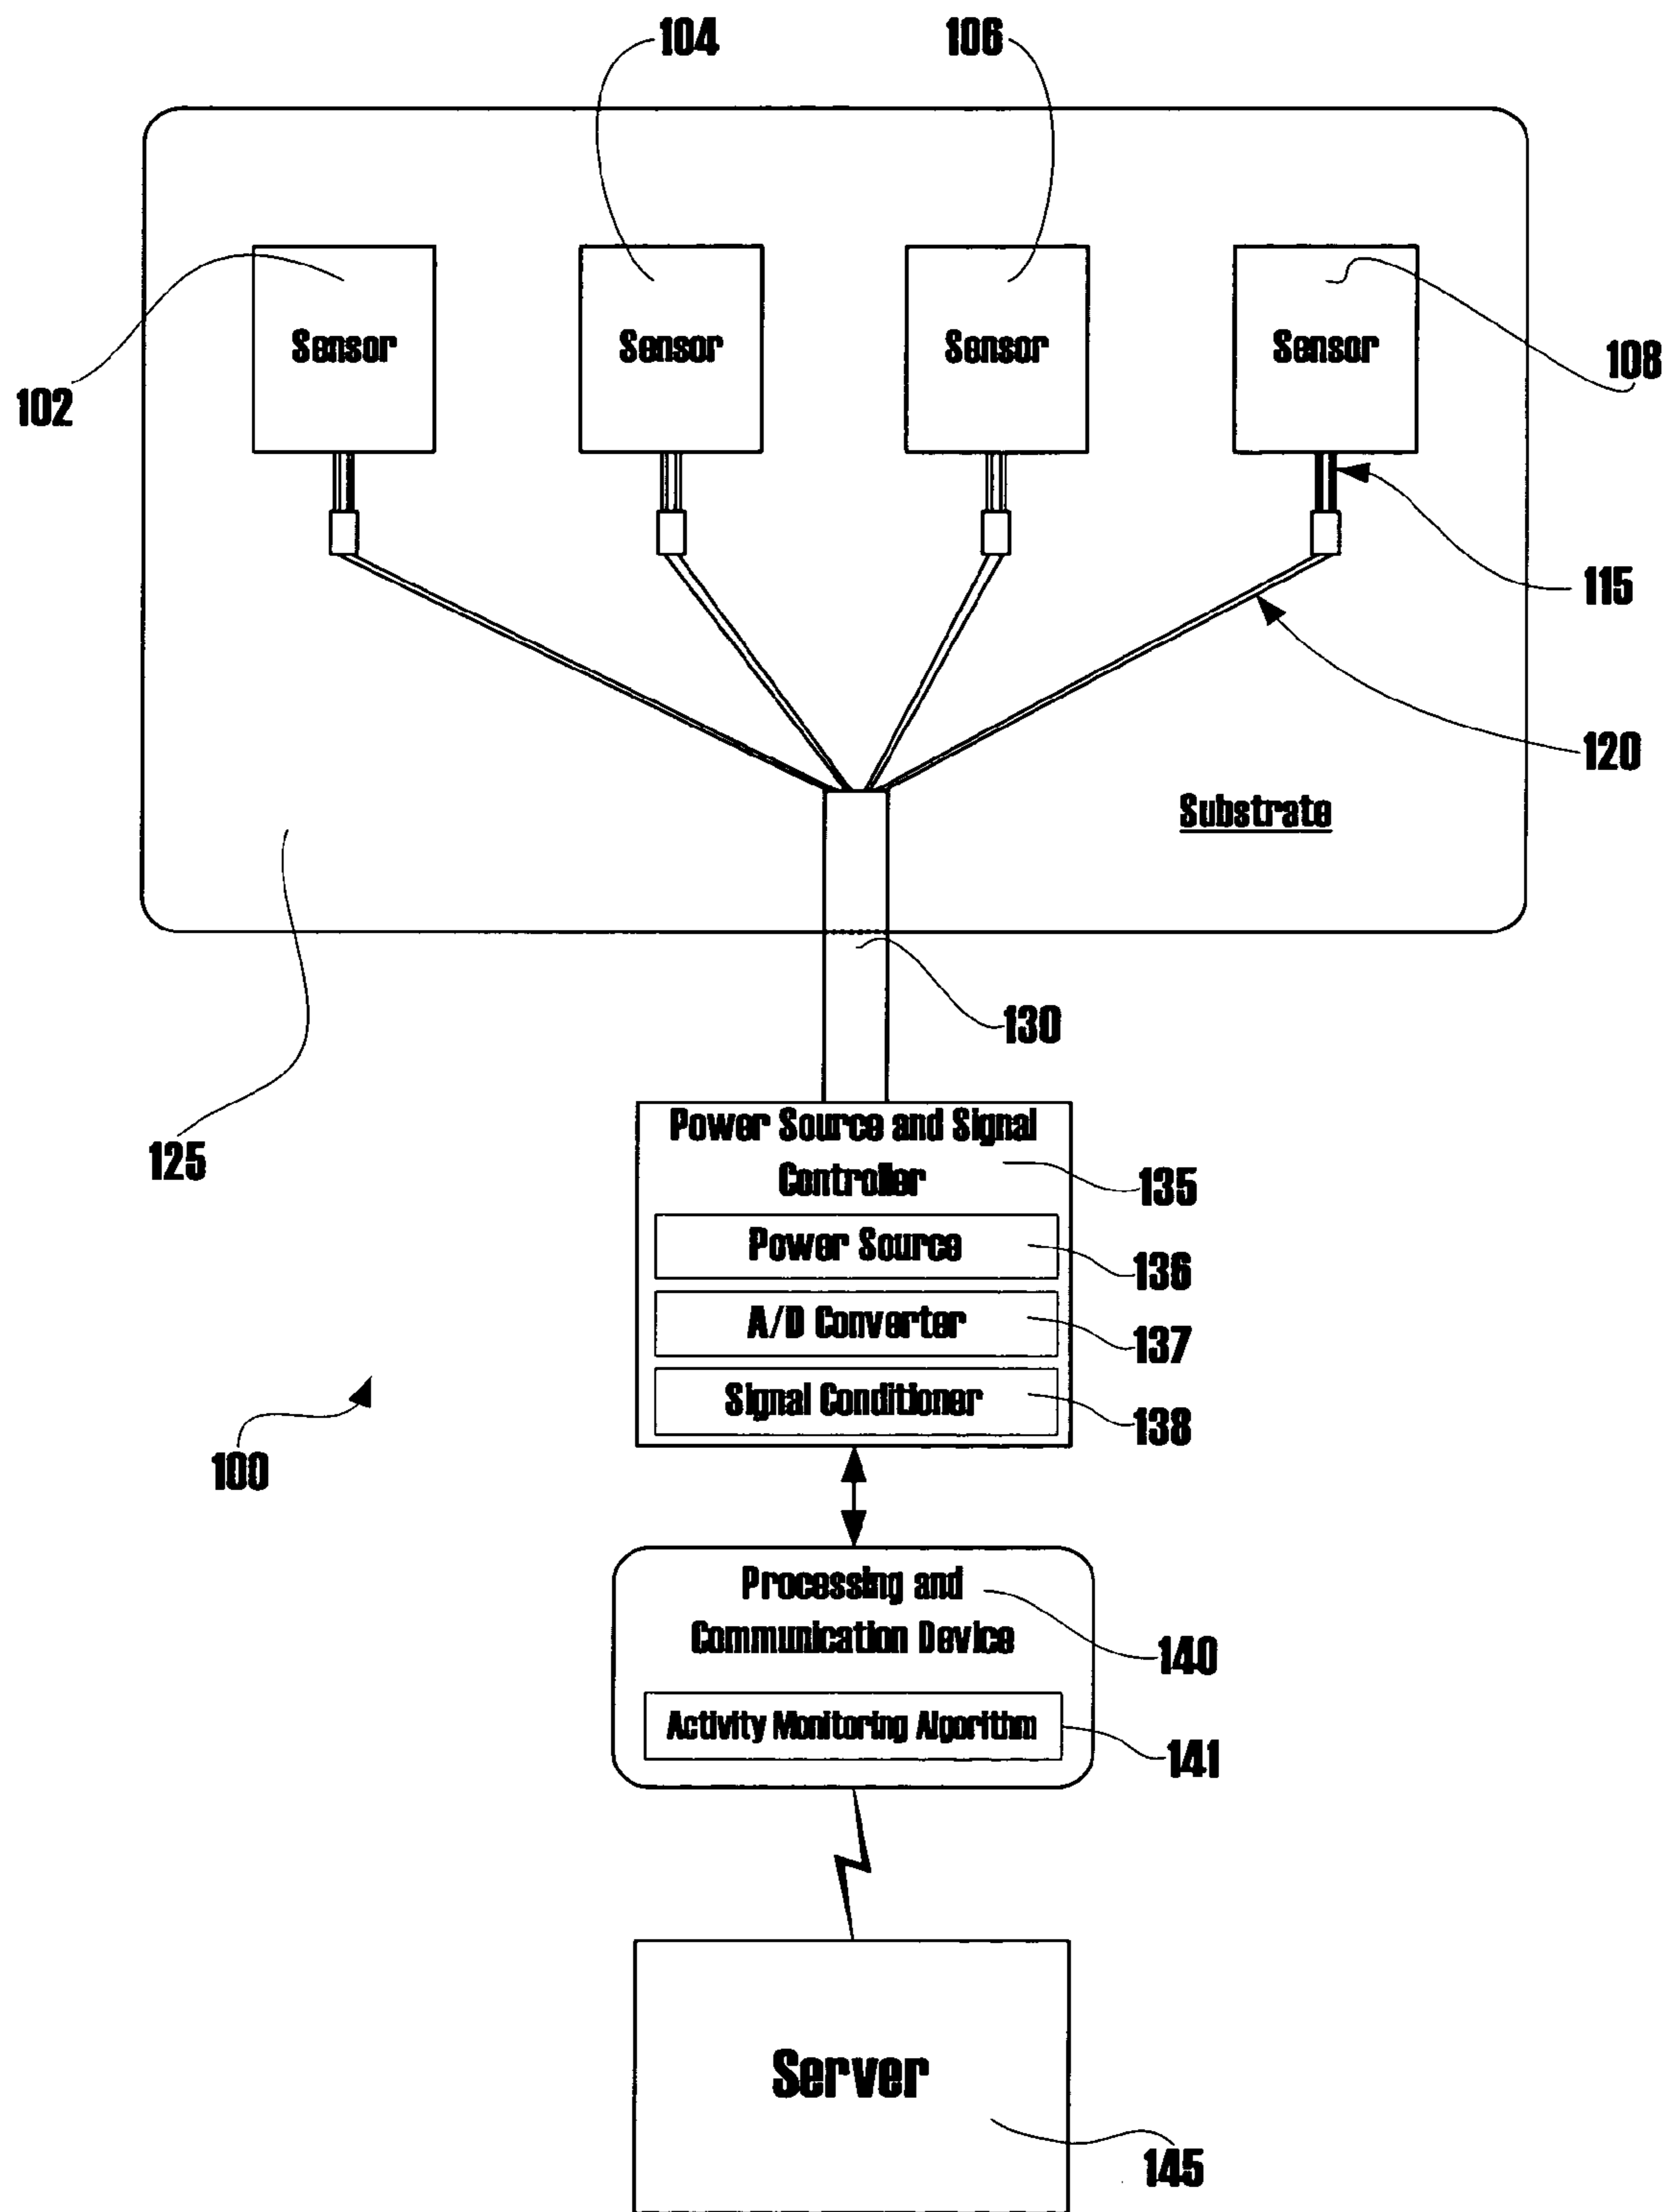 104
106
Sensor
Sensor
Sensor
Sensor
108
102
115
120
Substrate
130
125
Power Source and Signal
Controller
135
Power Source
136
A/D Converter
137
Signal Conditioner
138
100
Processing and
Communication Device
140
Activity Monitoring Algorithm
141
Server
145